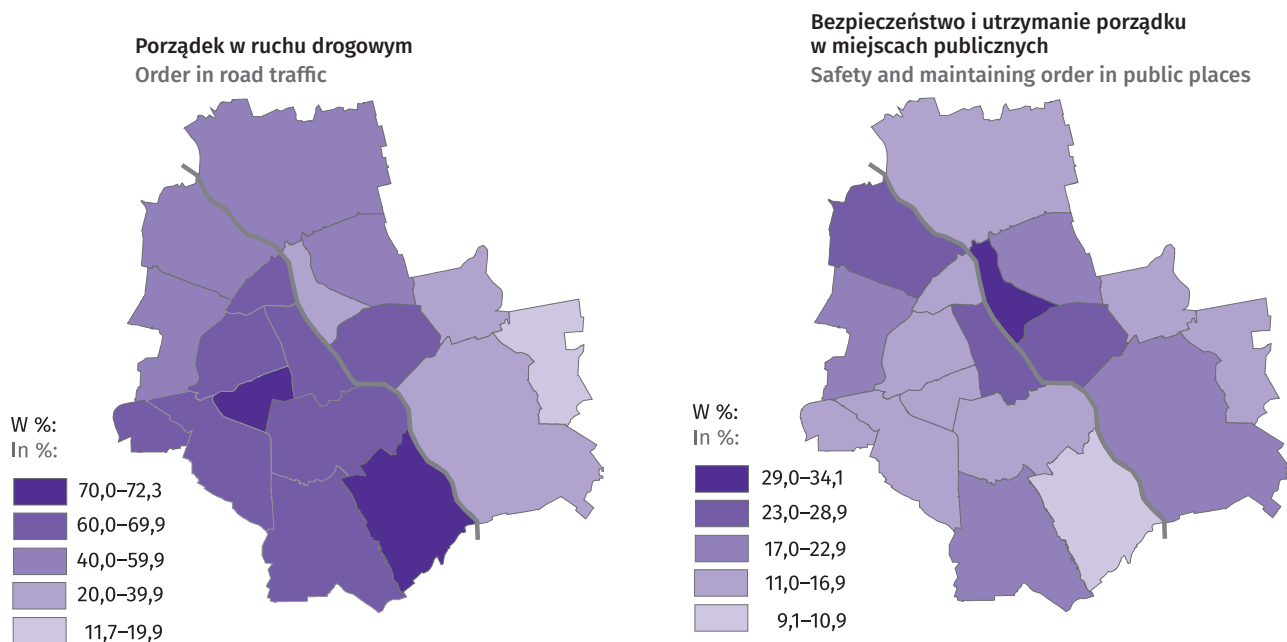 Porządek w ruchu drogowym
Order in road traffic
W %:
In %:
70,0–72,3
60,0–69,9
40,0–59,9
20,0–39,9
11,7–19,9
Bezpieczeństwo i utrzymanie porządku
w miejscach publicznych
Safety and maintaining order in public places
W %:
In %:
29,0–34,1
23,0–28,9
17,0–22,9
11,0–16,9
9,1–10,9